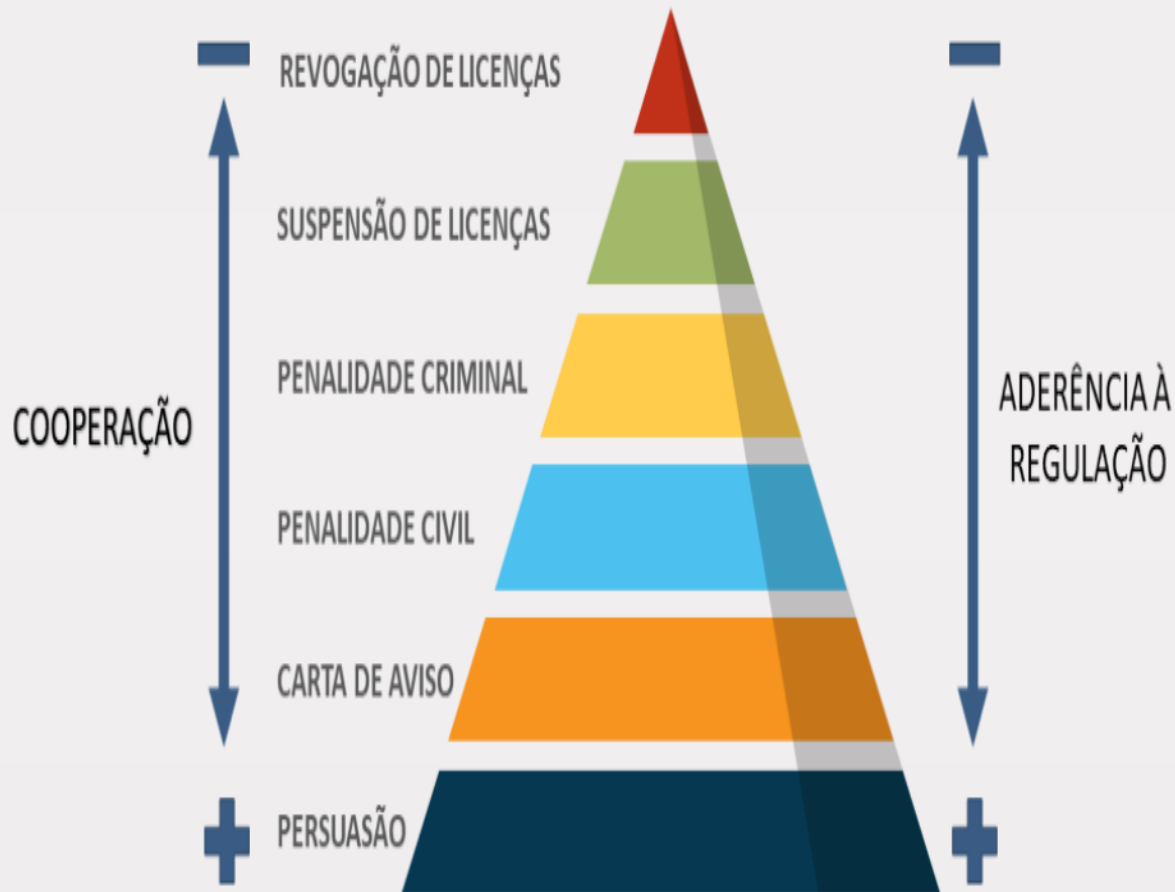 REVOGAÇÃO DE LICENÇAS
SUSPENSÃO DE LICENÇAS
PENALIDADE CRIMINAL
COOPERAÇÃO
ADERÊNCIA À
REGULAÇÃO
PENALIDADE CIVIL
CARTA DE AVISO
PERSUASÃO